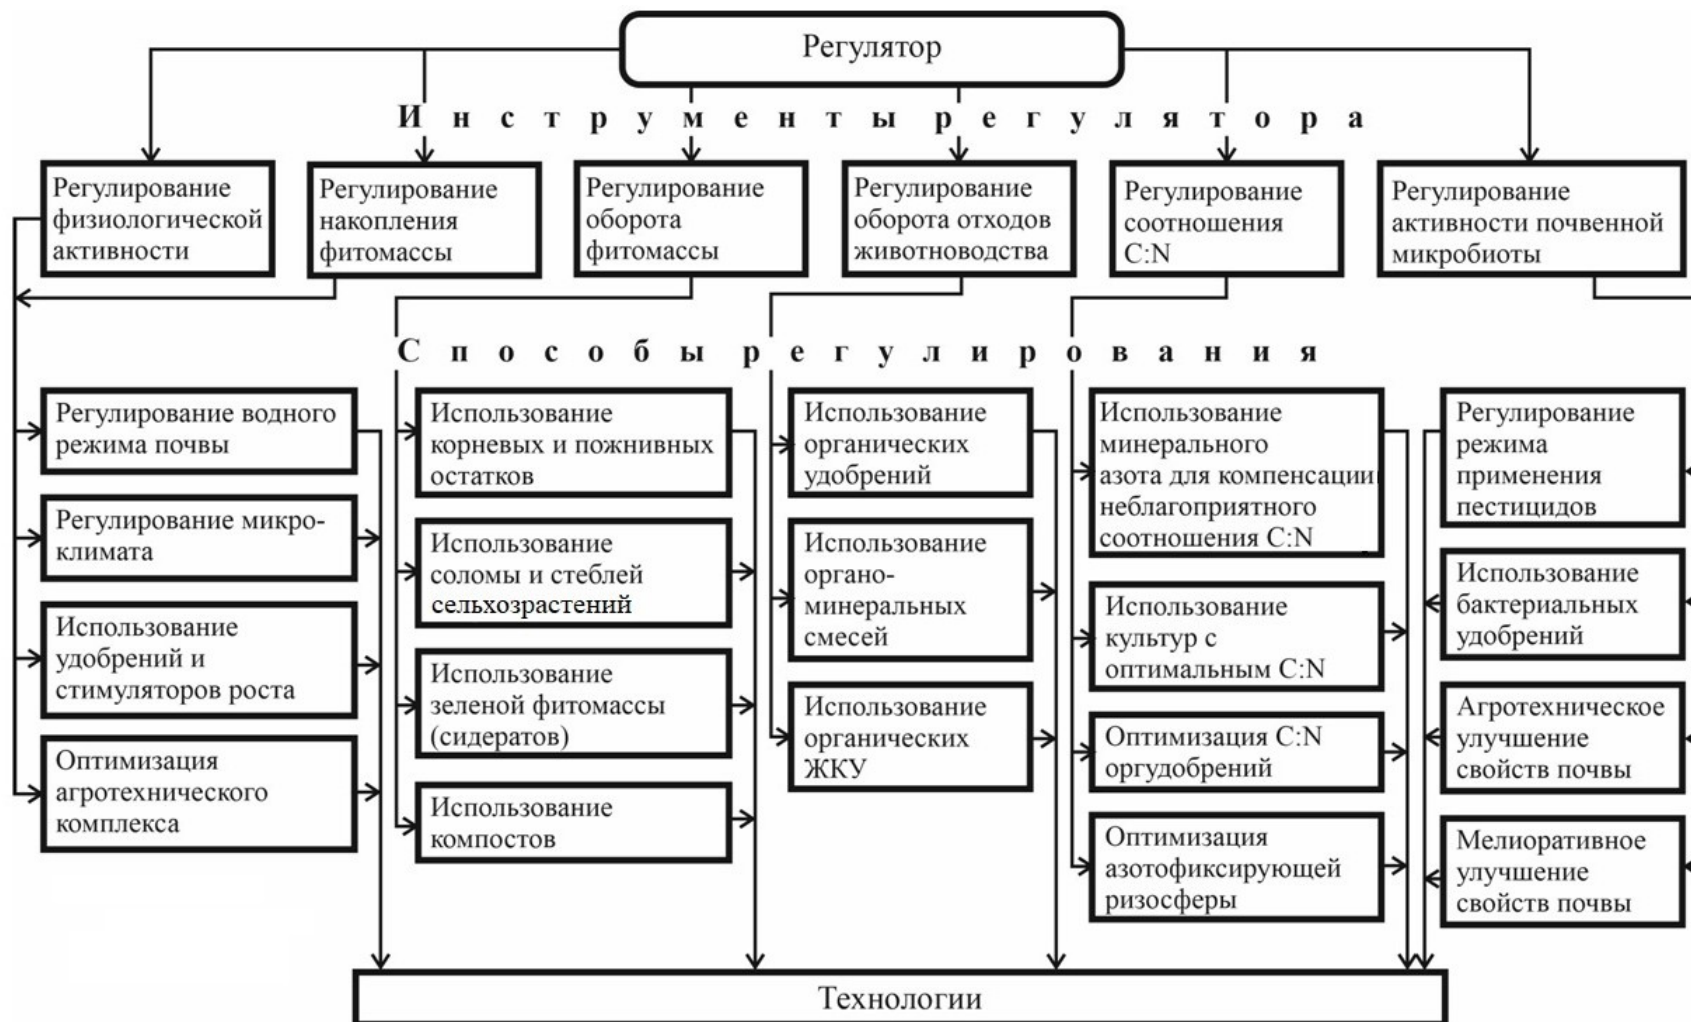 Регулятор
Инструменты регулятора
Регулирование
физиологической
активности
Регулирование
накопления
фитомассы
Регулирование
оборота
фитомассы
Регулирование
оборота отходов
животноводства
Регулирование
соотношения
C:N
Регулирование
активности почвенной
микробиоты
Способы регулирования
Регулирование водного
режима почвы
Регулирование микро-
климата
Использование
удобрений и
стимуляторов роста
Оптимизация
агротехнического
комплекса
Использование
корневых и пожнивных
остатков
Использование
соломы и стеблей
сельхозрастений
Использование
зеленой фитомассы
(сидератов)
Использование
компостов
Использование
органических
удобрений
Использование
органо-
минеральных
смесей
Использование
органических
ЖКУ
Использование
минерального
азота для компенсации
неблагоприятного
соотношения C:N
Использование
культур с
оптимальным C:N
Оптимизация C:N
оргудобрений
Оптимизация
азотофиксирующей
ризосферы
Регулирование
режима
применения
пестицидов
Использование
бактериальных
удобрений
Агротехническое
улучшение
свойств почвы
Мелиоративное
улучшение
свойств почвы
Технологии